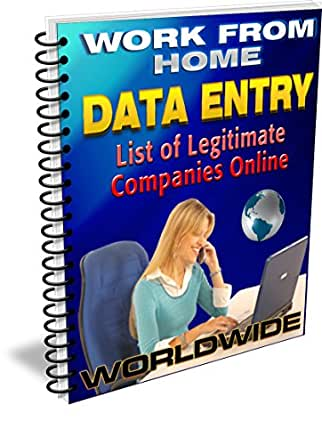 WORK FROM
HOME
DATA ENTRY
List of Legitimate
Companies Online
WORLDWIDE